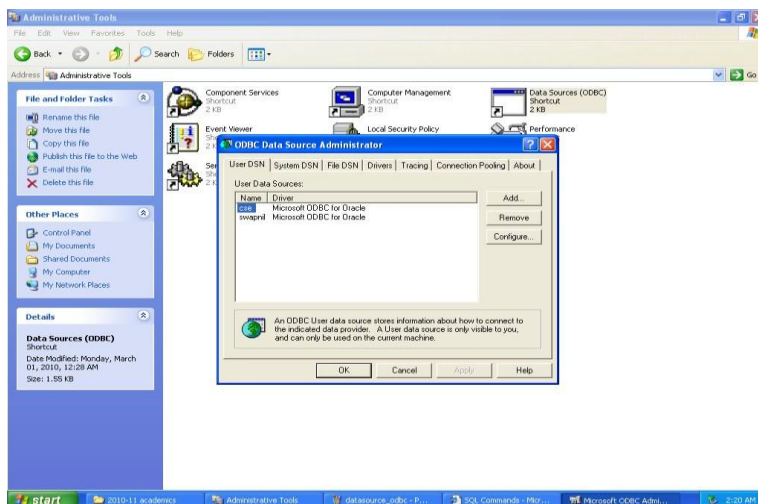 Administrative Tools
File Edit View Favorites Tools Help
Back Search Folders
Address Administrative Tools Go
File and Folder Tasks
Rename this file
Move this file
Copy this file
Publish this file to the Web
E-mail this file
Delete this file
Other Places
Control Panel
My Documents
Shared Documents
My Computer
My Network Places
Details
Data Sources (ODBC)
Shortcut
Date Modified: Monday, March
01, 2010, 12:28 AM
Size: 1.55 KB
Component Services
Shortcut
2 KB
Computer Management
Shortcut
2 KB
Data Sources (ODBC)
Shortcut
2 KB
Event Viewer
Local Security Policy
Performance
ODBC Data Source Administrator
User DSN System DSN File DSN Drivers Tracing Connection Pooling About
User Data Sources:
Name Driver
cse Microsoft ODBC for Oracle
swapnil Microsoft ODBC for Oracle
Add...
Remove
Configure...
An ODBC User data source stores information about how to connect to
the indicated data provider. A User data source is only visible to you,
and can only be used on the current machine.
OK Cancel Apply Help
start 2010-11 academics Administrative Tools datasource_odbc - P... SQL Commands - Micr... Microsoft ODBC Admi... 2:20 AM